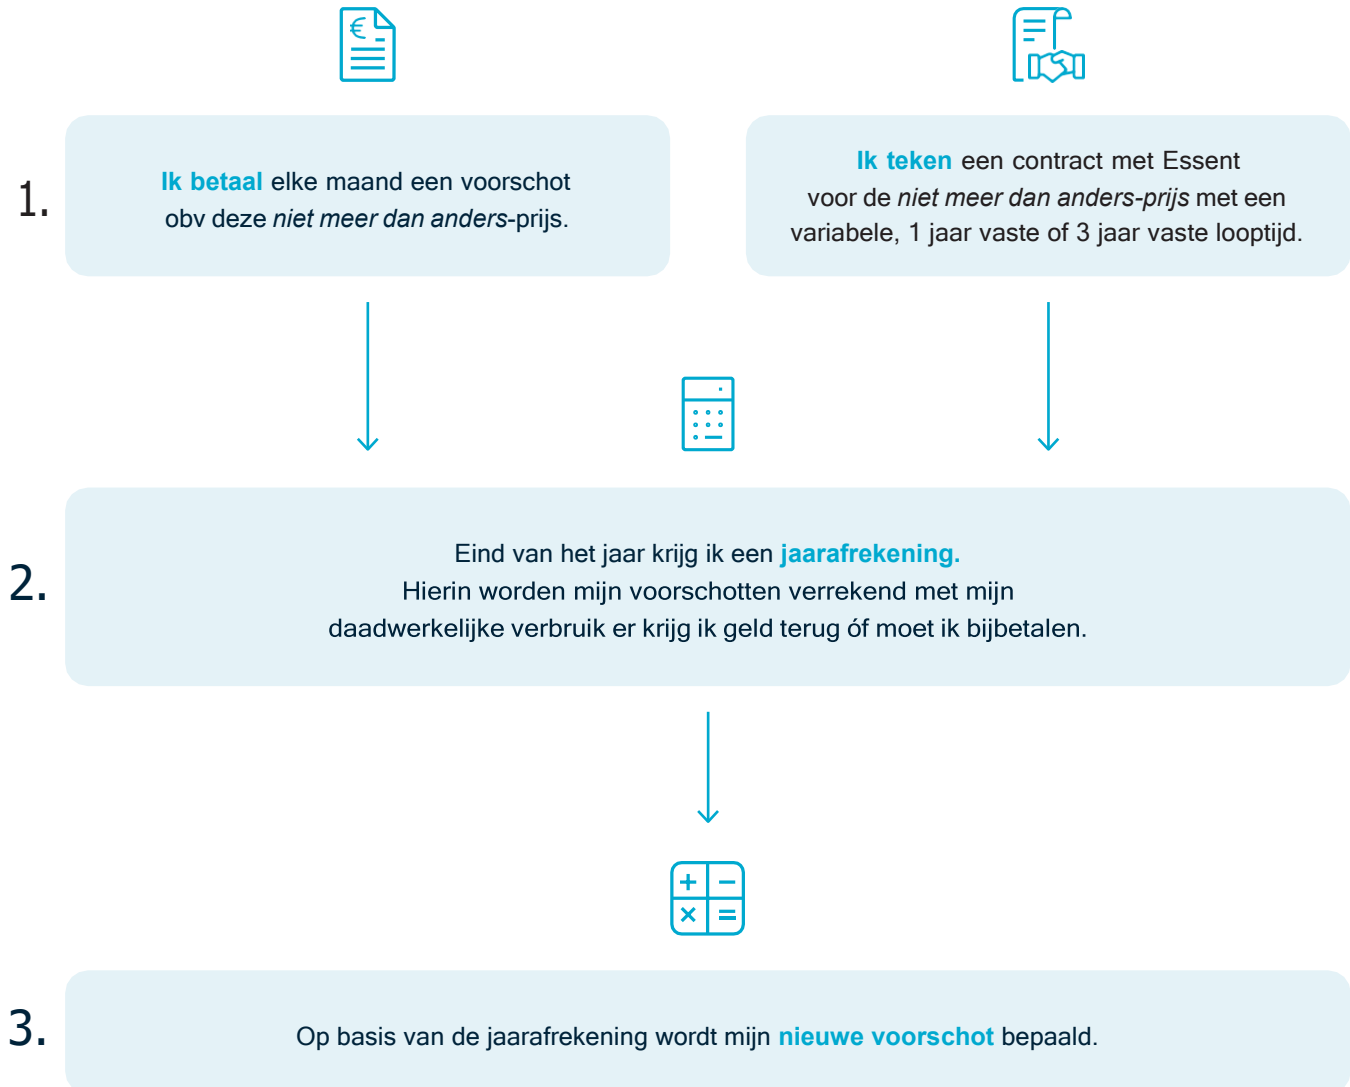 1.
Ik betaal elke maand een voorschot
obv deze niet meer dan anders-prijs.
Ik teken een contract met Essent
voor de niet meer dan anders-prijs met een
variabele, 1 jaar vaste of 3 jaar vaste looptijd.
2.
Eind van het jaar krijg ik een jaarafrekening.
Hierin worden mijn voorschotten verrekend met mijn
daadwerkelijke verbruik er krijg ik geld terug óf moet ik bijbetalen.
3.
Op basis van de jaarafrekening wordt mijn nieuwe voorschot bepaald.